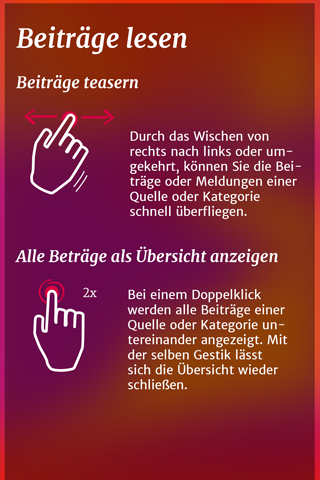 Beiträge lesen
Beiträge teasern
Durch das Wischen von
rechts nach links oder um-
gekehrt, können Sie die Bei-
träge oder Meldungen einer
Quelle oder Kategorie
schnell überfliegen.
Alle Beträge als Übersicht anzeigen
2x
Bei einem Doppelklick
werden alle Beiträge einer
Quelle oder Kategorie un-
tereinander angezeigt. Mit
der selben Gestik lässt
sich die Übersicht wieder
schließen.